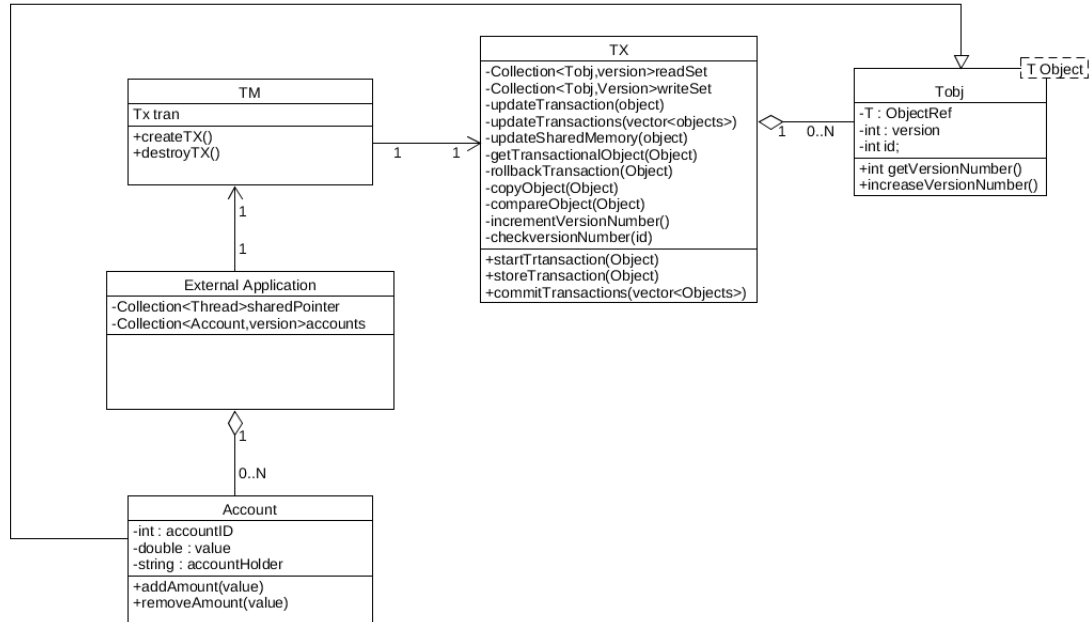 TM
Tx tran
+createTX()
+destroyTX()
1
1
TX
-Collection<Tobj,version>readSet
-Collection<Tobj,Version>writeSet
-updateTransaction(object)
-updateTransactions(vector<objects>)
-updateSharedMemory(object)
-getTransactionalObject(Object)
-rollbackTransaction(Object)
-copyObject(Object)
-compareObject(Object)
-incrementVersionNumber()
-checkversionNumber(id)
+startTrtansaction(Object)
+storeTransaction(Object)
+commitTransactions(vector<Objects>)
1
0..N
T Object
Tobj
-T : ObjectRef
-int : version
-int id;
+int getVersionNumber()
+increaseVersionNumber()
1
1
External Application
-Collection<Thread>sharedPointer
-Collection<Account,version>accounts
1
0..N
Account
-int : accountID
-double : value
-string : accountHolder
+addAmount(value)
+removeAmount(value)